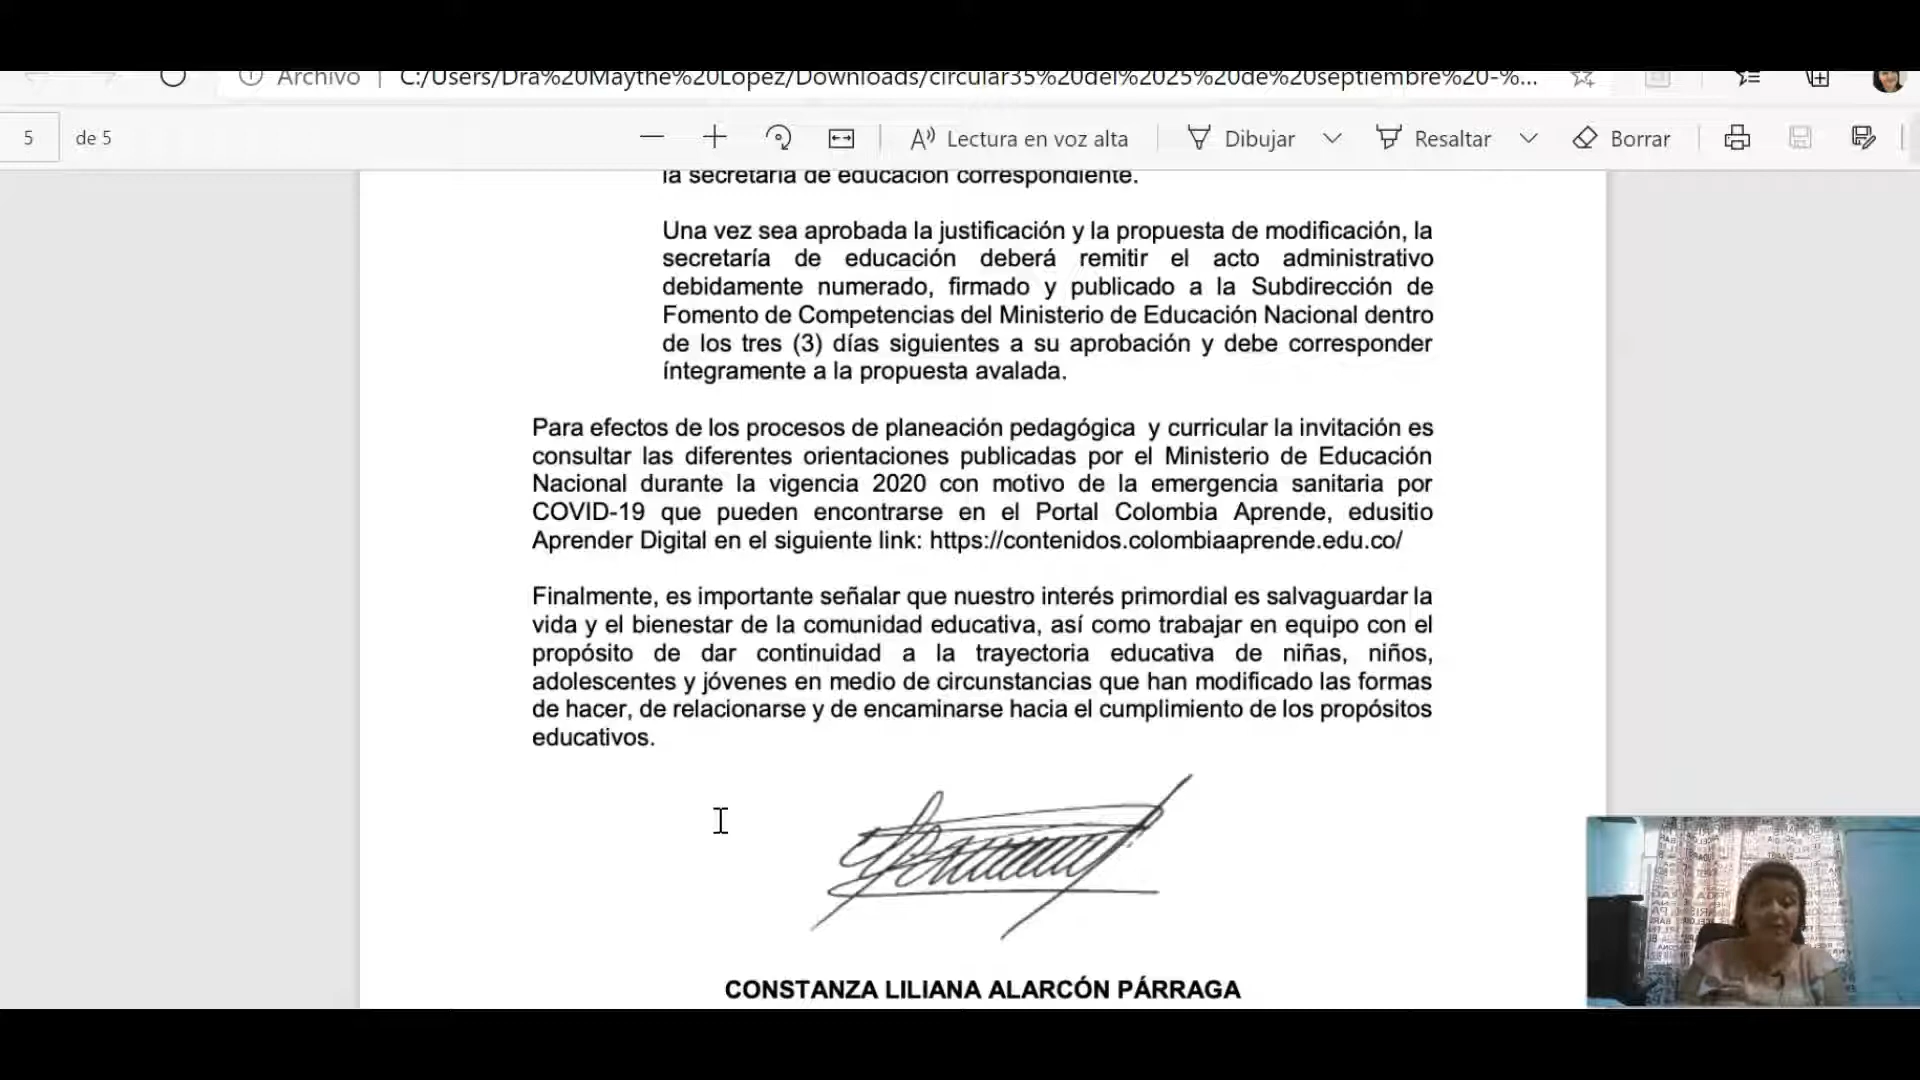 Archivo | C:/Users/Dra%20Maythe%20Lopez/Downloads/circular35%20del%2025%20de%20septiembre%20-%...
5 de 5 Lectura en voz alta Dibujar Resaltar Borrar
la secretaría de educación correspondiente.
Una vez sea aprobada la justificación y la propuesta de modificación, la
secretaría de educación deberá remitir el acto administrativo
debidamente numerado, firmado y publicado a la Subdirección de
Fomento de Competencias del Ministerio de Educación Nacional dentro
de los tres (3) días siguientes a su aprobación y debe corresponder
íntegramente a la propuesta avalada.
Para efectos de los procesos de planeación pedagógica y curricular la invitación es
consultar las diferentes orientaciones publicadas por el Ministerio de Educación
Nacional durante la vigencia 2020 con motivo de la emergencia sanitaria por
COVID-19 que pueden encontrarse en el Portal Colombia Aprende, edusitio
Aprender Digital en el siguiente link: https://contenidos.colombiaaprende.edu.co/
Finalmente, es importante señalar que nuestro interés primordial es salvaguardar la
vida y el bienestar de la comunidad educativa, así como trabajar en equipo con el
propósito de dar continuidad a la trayectoria educativa de niñas, niños,
adolescentes y jóvenes en medio de circunstancias que han modificado las formas
de hacer, de relacionarse y de encaminarse hacia el cumplimiento de los propósitos
educativos.
CONSTANZA LILIANA ALARCÓN PÁRRAGA